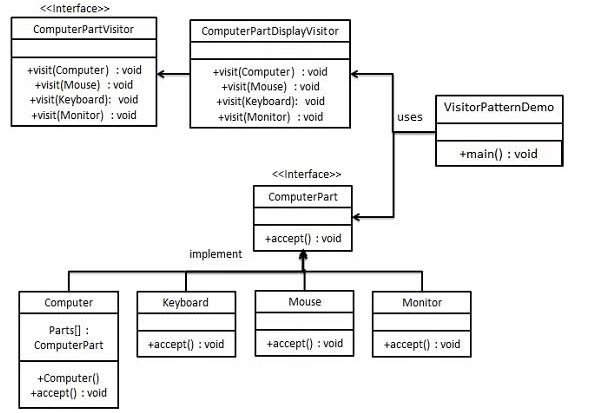 <<Interface>>
ComputerPartVisitor
+visit(Computer) : void
+visit(Mouse) : void
+visit(Keyboard): void
+visit(Monitor) : void
ComputerPartDisplayVisitor
+visit(Computer) : void
+visit(Mouse) : void
+visit(Keyboard): void
+visit(Monitor) : void
uses
VisitorPatternDemo
+main() : void
<<Interface>>
ComputerPart
+accept() : void
implement
Computer
Parts[] :
ComputerPart
+Computer()
+accept() : void
Keyboard
+accept() : void
Mouse
+accept() : void
Monitor
+accept() : void